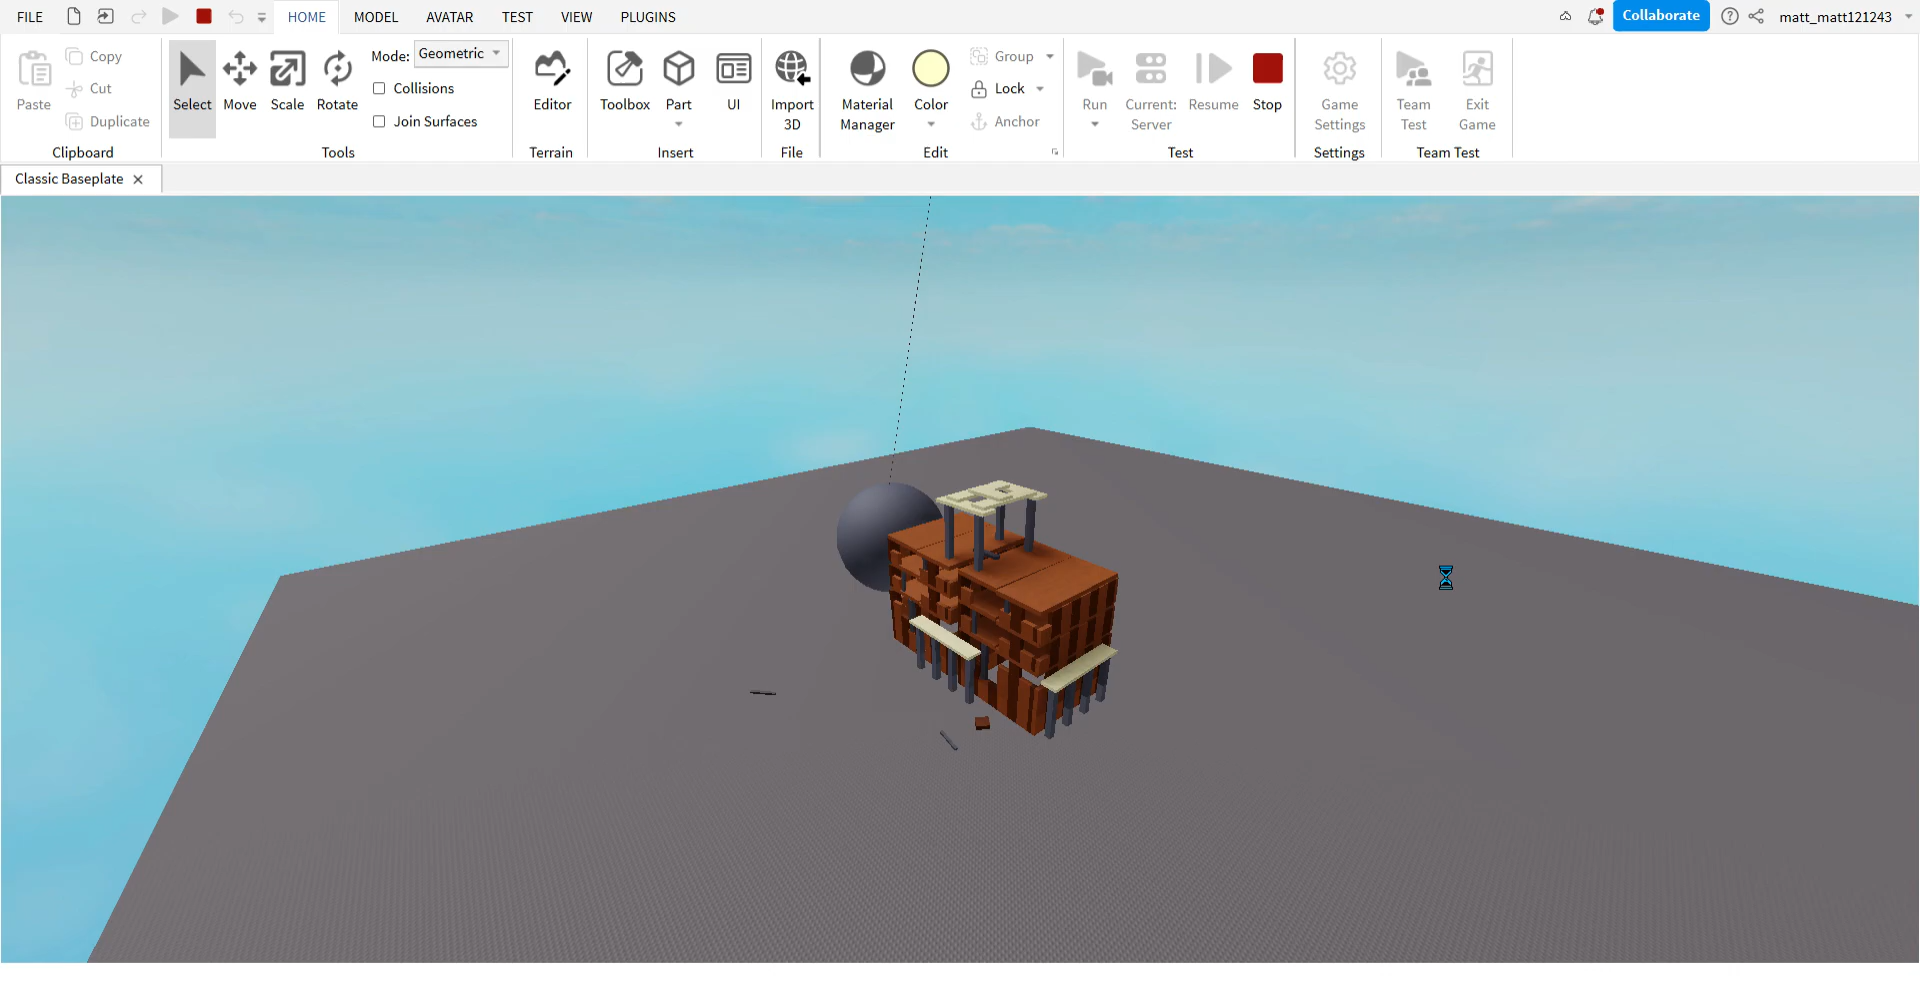 FILE HOME MODEL AVATAR TEST VIEW PLUGINS Collaborate matt_matt121243
Paste Copy Cut Duplicate
Clipboard
Select Move Scale Rotate
Mode: Geometric
Collisions
Join Surfaces
Tools
Editor
Terrain
Toolbox Part UI
Insert
Import
3D
File
Material
Manager
Color
Group
Lock
Anchor
Edit
Run
Current:
Server
Resume Stop
Test
Game
Settings
Settings
Team
Test
Exit
Game
Team Test
Classic Baseplate